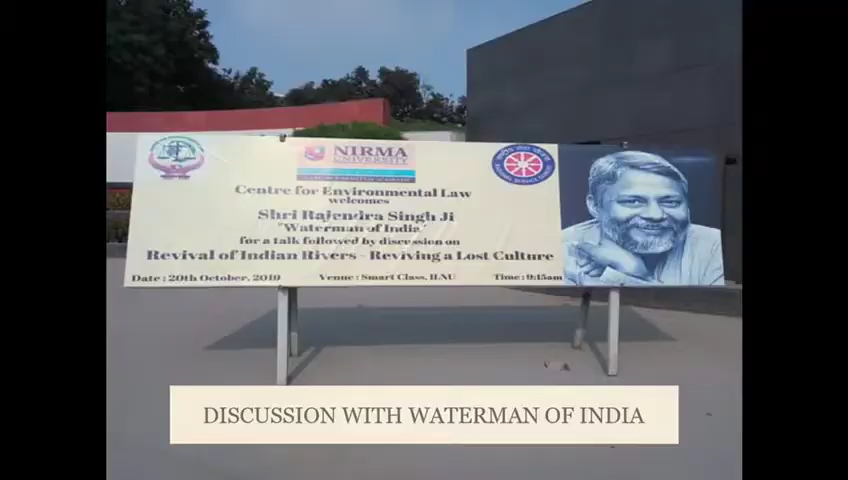 NIRMA
UNIVERSITY
Centre for Environmental Law
welcomes
Shri Rajendra Singh Ji
"Waterman of India"
for a talk followed by discussion on
Revival of Indian Rivers - Reviving a Lost Culture
Date : 20th October, 2019 Venue : Smart Class, ILNU Time : 9:15am
DISCUSSION WITH WATERMAN OF INDIA